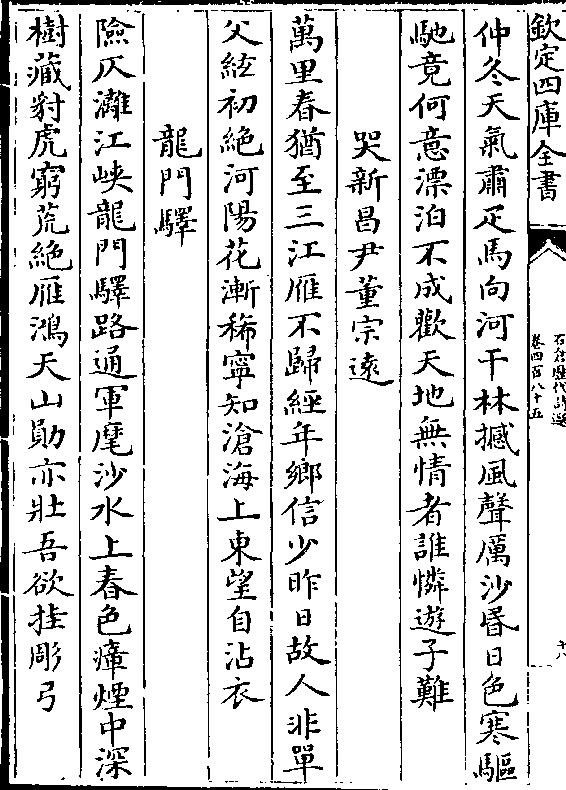 欽定四庫全書
石倉歷代詩選
卷四百八十五
十八
仲冬天氣肅疋馬向河干林撼風聲厲沙昏日色寒驅
馳竟何意漂泊不成歡天地無情者誰憐遊子難
哭新昌尹董宗遠
萬里春猶至三江雁不歸經年鄉信少昨日故人非單
父絃初絶河陽花漸稀寧知滄海上東望自沾衣
龍門驛
險仄灘江峽龍門驛路通軍麾沙水上春色瘴煙中深
樹藏豺虎窮荒絶雁鴻天山勛亦壯吾欲挂彫弓